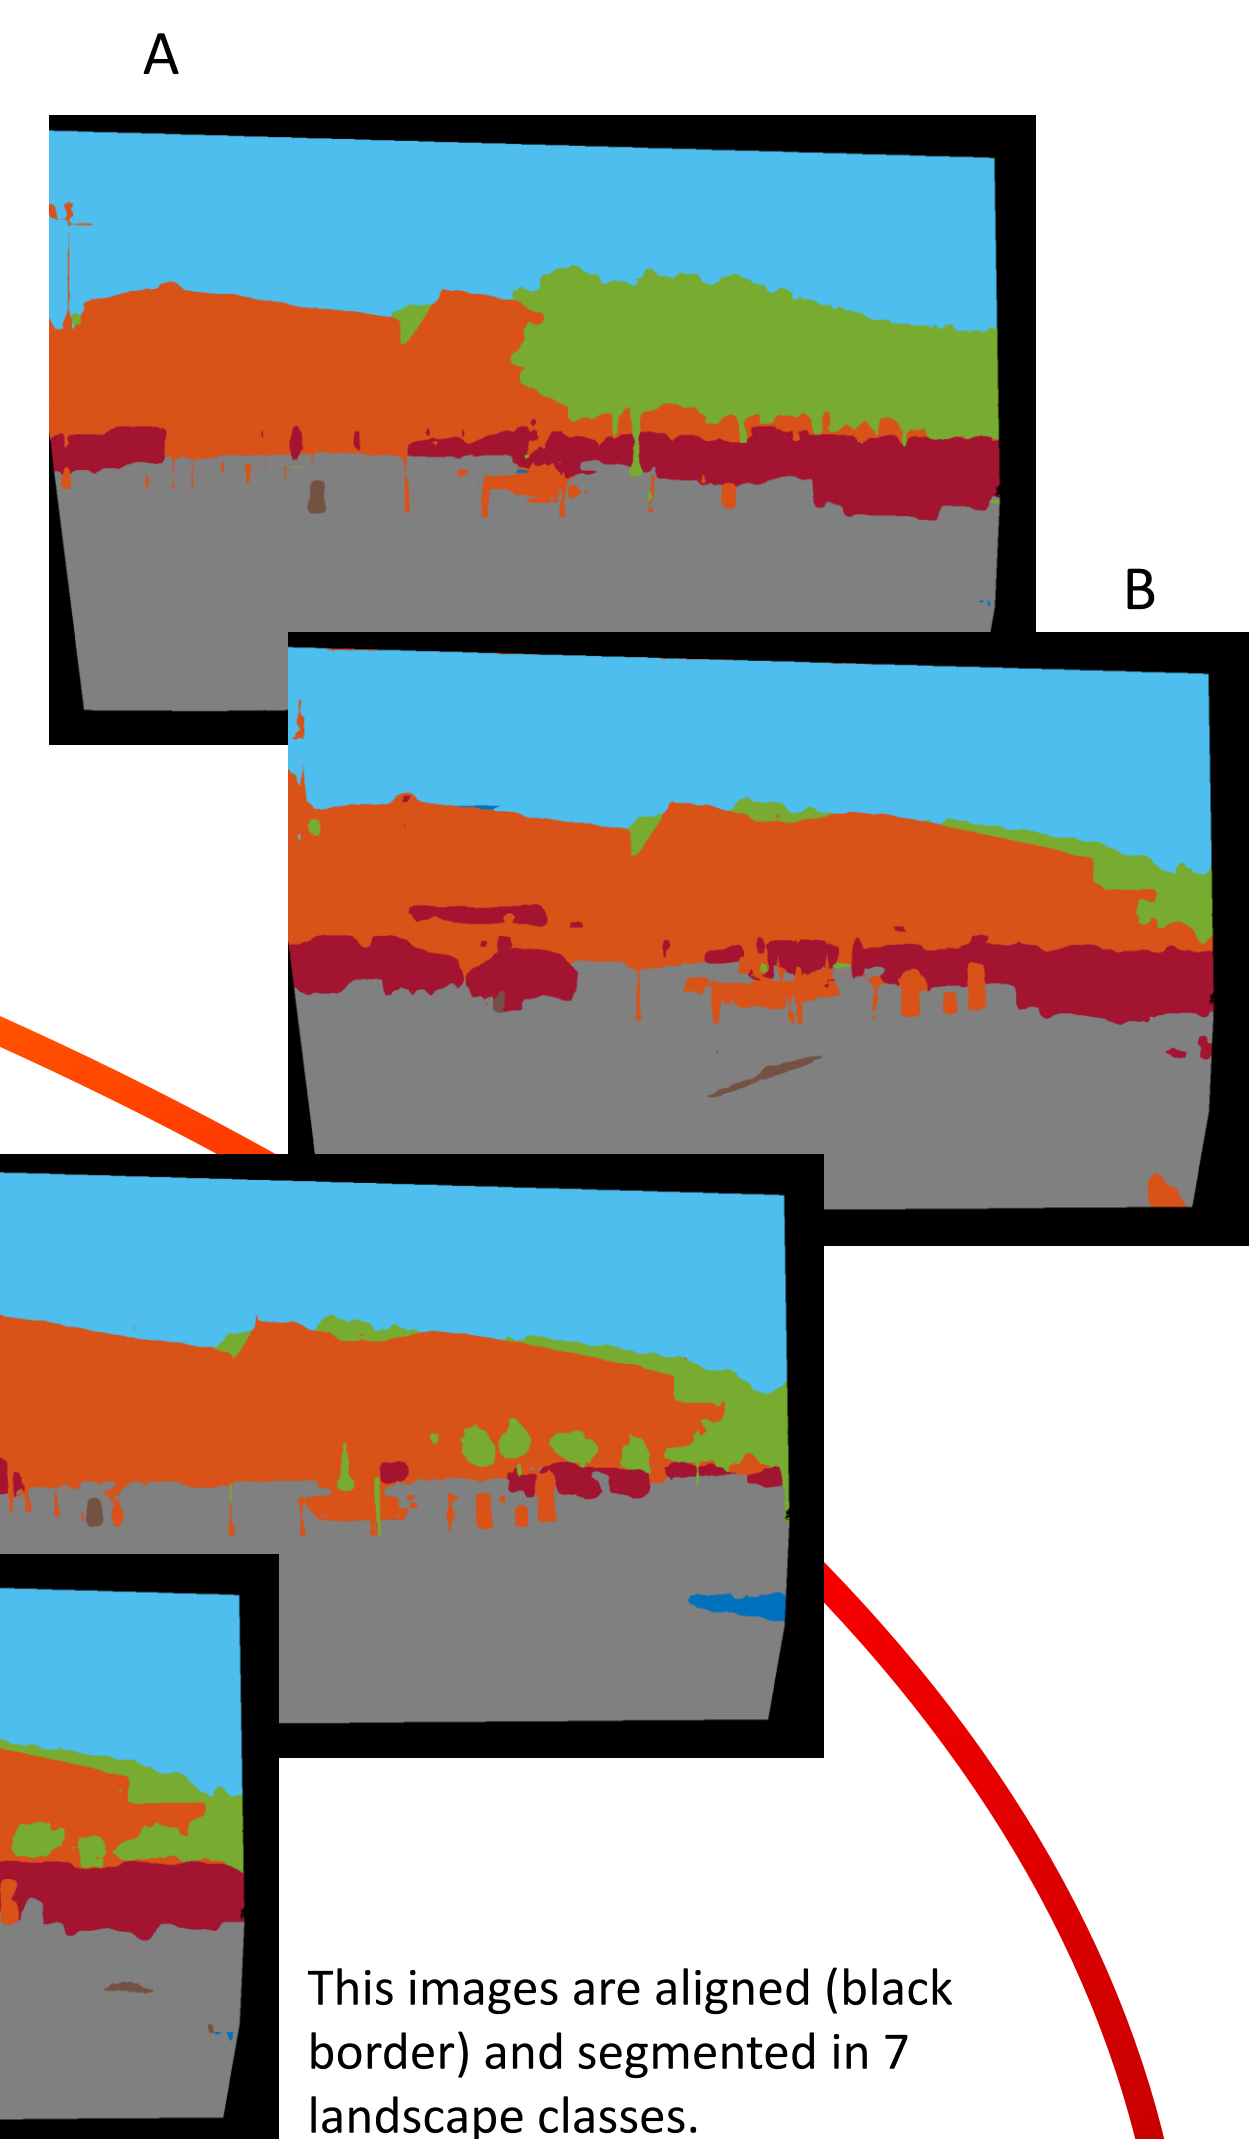 A
B
This images are aligned (black
border) and segmented in 7
landscape classes.